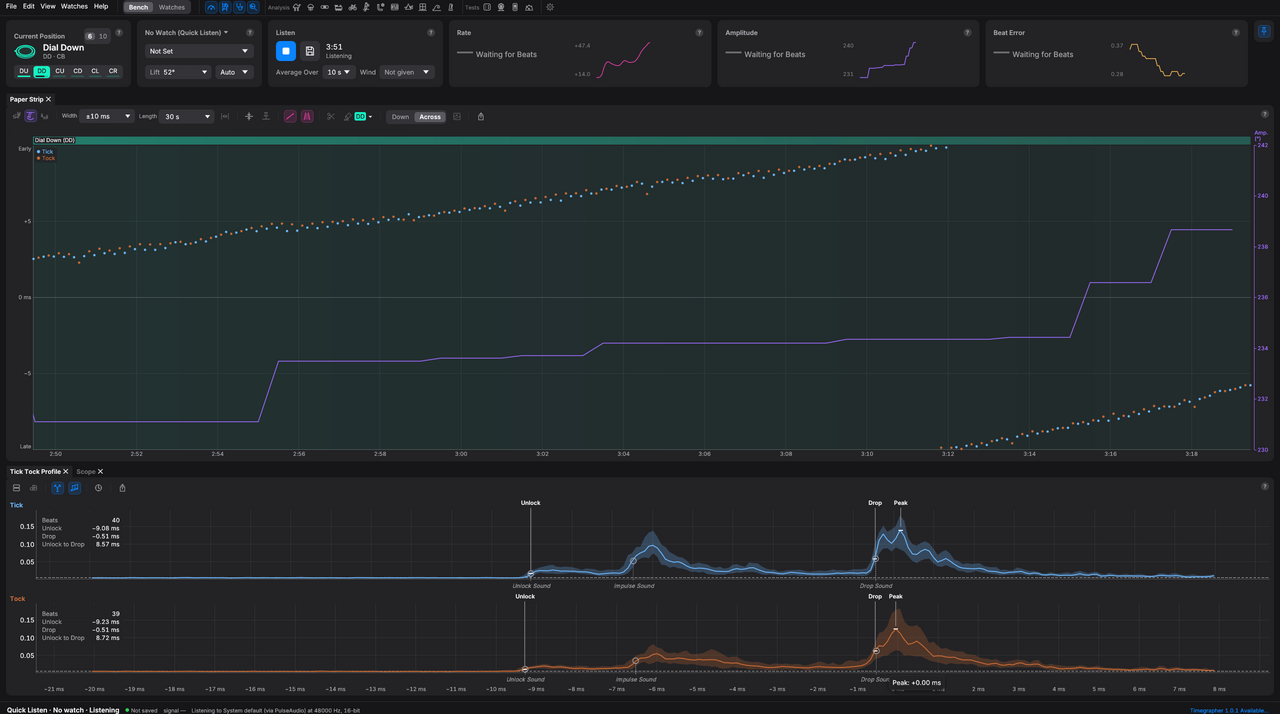 File Edit View Watches Help Bench Watches Analysis Tests
Current Position 6 10
Dial Down
DD · CB
DU DD CU CD CL CR
No Watch (Quick Listen)
Not Set
Lift 52° Auto
Listen
3:51
Listening
Average Over 10 s Wind Not given
Rate
Waiting for Beats
+47.4
+14.0
Amplitude
Waiting for Beats
240
231
Beat Error
Waiting for Beats
0.37
0.28
Paper Strip
Width ±10 ms Length 30 s DD Down Across
Dial Down (DD)
Amp. (°)
Early
Tick
Tock
+5
0 ms
−5
Late
242
240
238
236
234
232
230
2:50 2:52 2:54 2:56 2:58 3:00 3:02 3:04 3:06 3:08 3:10 3:12 3:14 3:16 3:18
Tick Tock Profile Scope
Tick
Unlock Drop Peak
0.15
0.10
0.05
Beats 40
Unlock −9.08 ms
Drop −0.51 ms
Unlock to Drop 8.57 ms
Unlock Sound Impulse Sound Drop Sound
Tock
Unlock Drop Peak
0.15
0.10
0.05
Beats 39
Unlock −9.23 ms
Drop −0.51 ms
Unlock to Drop 8.72 ms
Unlock Sound Impulse Sound
Peak: +0.00 ms
−21 ms −20 ms −19 ms −18 ms −17 ms −16 ms −15 ms −14 ms −13 ms −12 ms −11 ms −10 ms −9 ms −8 ms −7 ms −6 ms −5 ms −4 ms −3 ms −2 ms −1 ms 2 ms 3 ms 4 ms 5 ms 6 ms 7 ms 8 ms
Quick Listen · No watch · Listening Not saved signal — Listening to System default (via PulseAudio) at 48000 Hz, 16-bit Timegrapher 1.0.1 Available...